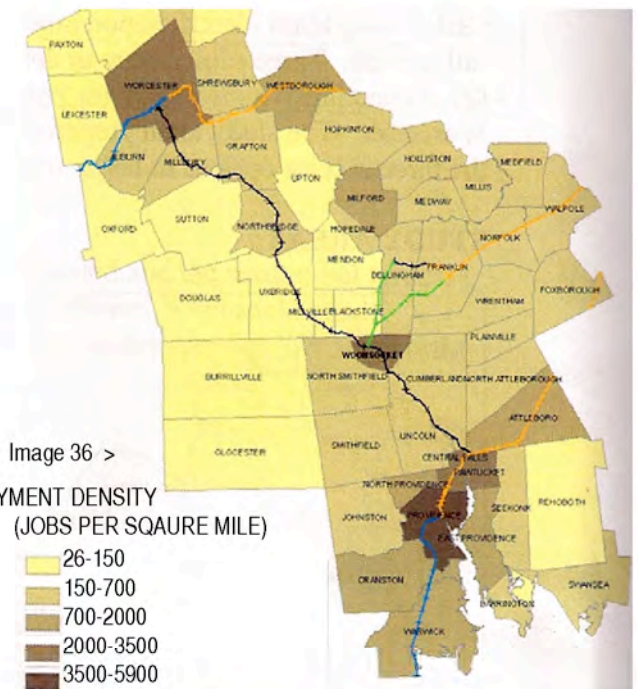 PAXTON
WORCESTER
SHREWSBURY
WESTBOROUGH
LEICESTER
HOPKINTON
AUBURN
MILLBURY
GRAFTON
HOLLISTON
MEDFIELD
UPTON
MILLIS
MILFORD
MEDWAY
WALPOLE
OXFORD
SUTTON
NORTHBRIDGE
HOPEDALE
NORFOLK
MENDON
FRANKLIN
DELLINGHAM
DOUGLAS
UXBRIDGE
WRENTHAM
FOXBOROUGH
MILLVILLE
BLACKSTONE
PLAINVILLE
WOONSOCKET
BURRILLVILLE
NORTH SMITHFIELD
CUMBERLAND
NORTH ATTLEBOROUGH
ATTLEBORO
LINCOLN
SMITHFIELD
GLOCESTER
CENTRAL FALLS
PAWTUCKET
NORTH PROVIDENCE
REHOBOTH
SEEKONK
JOHNSTON
PROVIDENCE
EAST PROVIDENCE
CRANSTON
SWANSEA
BARRINGTON
WARWICK
Image 36 >
YMENT DENSITY
(JOBS PER SQAURE MILE)
26-150
150-700
700-2000
2000-3500
3500-5900